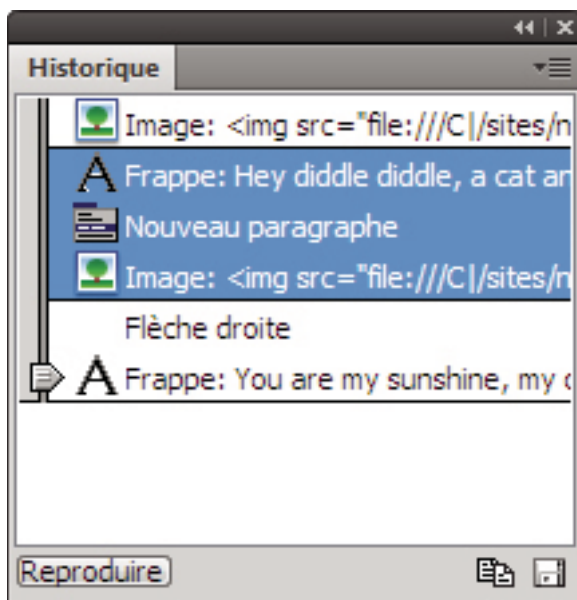 Historique
Image: <img src="file:///C|/sites/n
Frappe: Hey diddle diddle, a cat an
Nouveau paragraphe
Image: <img src="file:///C|/sites/n
Flèche droite
Frappe: You are my sunshine, my
Reproduire